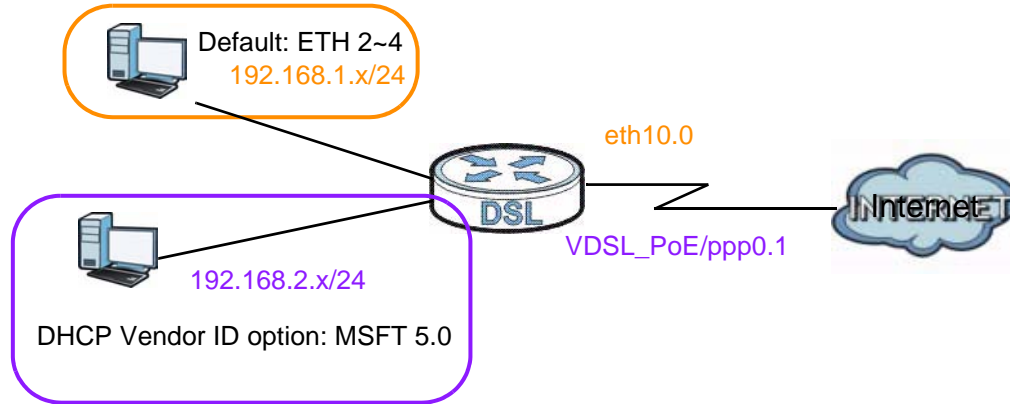 Default: ETH 2~4
192.168.1.x/24
eth10.0
DSL
INTERNET
Internet
VDSL_PoE/ppp0.1
192.168.2.x/24
DHCP Vendor ID option: MSFT 5.0